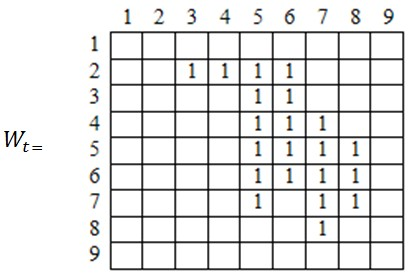 1 2 3 4 5 6 7 8 9
1
2 1 1 1 1
3 1 1
W_t= 4 1 1 1
5 1 1 1 1
6 1 1 1 1
7 1 1 1
8 1
9